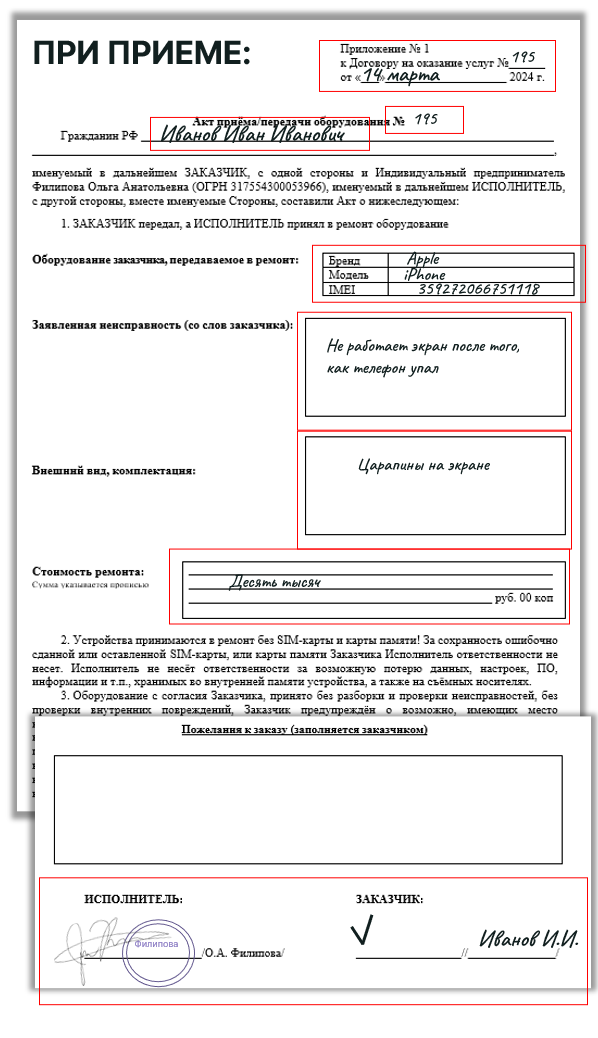 ПРИ ПРИЕМЕ:
Приложение № 1
к Договору на оказание услуг № 195
от «14» марта 2024 г.
Акт приёма/передачи оборудования № 195
Гражданин РФ Иванов Иван Иванович
,
именуемый в дальнейшем ЗАКАЗЧИК, с одной стороны и Индивидуальный предприниматель
Филипова Ольга Анатольевна (ОГРН 317554300053966), именуемый в дальнейшем ИСПОЛНИТЕЛЬ,
с другой стороны, вместе именуемые Стороны, составили Акт о нижеследующем:
1. ЗАКАЗЧИК передал, а ИСПОЛНИТЕЛЬ принял в ремонт оборудование
Оборудование заказчика, передаваемое в ремонт:
Бренд Apple
Модель iPhone
IMEI 359272066751118
Заявленная неисправность (со слов заказчика):
Не работает экран после того,
как телефон упал
Внешний вид, комплектация:
Царапины на экране
Стоимость ремонта:
Сумма указывается прописью
Десять тысяч
руб. 00 коп
2. Устройства принимаются в ремонт без SIM-карты и карты памяти! За сохранность ошибочно
сданной или оставленной SIM-карты, или карты памяти Заказчика Исполнитель ответственности не
несет. Исполнитель не несёт ответственности за возможную потерю данных, настроек, ПО,
информации и т.п., хранимых во внутренней памяти устройства, а также на съёмных носителях.
3. Оборудование с согласия Заказчика, принято без разборки и проверки неисправностей, без
проверки внутренних повреждений, Заказчик предупреждён о возможно, имеющих место
Пожелания к заказу (заполняется заказчиком)
ИСПОЛНИТЕЛЬ: ЗАКАЗЧИК:
Филипова
/О.А. Филипова/ // Иванов И.И. /